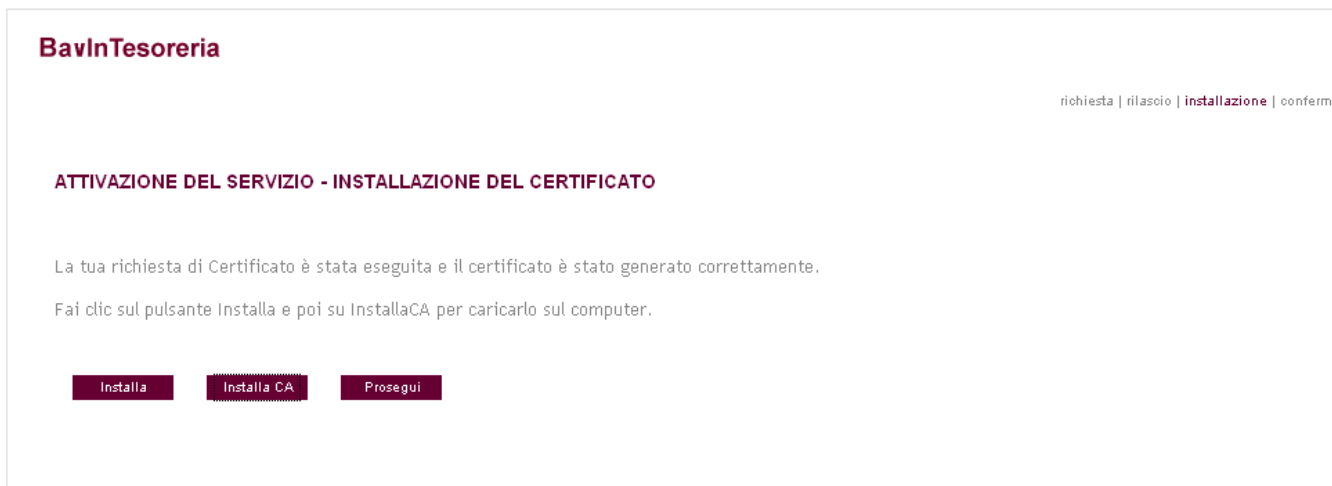 BavInTesoreria
richiesta | rilascio | installazione | conferm
ATTIVAZIONE DEL SERVIZIO - INSTALLAZIONE DEL CERTIFICATO
La tua richiesta di Certificato è stata eseguita e il certificato è stato generato correttamente.
Fai clic sul pulsante Installa e poi su InstallaCA per caricarlo sul computer.
Installa Installa CA Prosegui